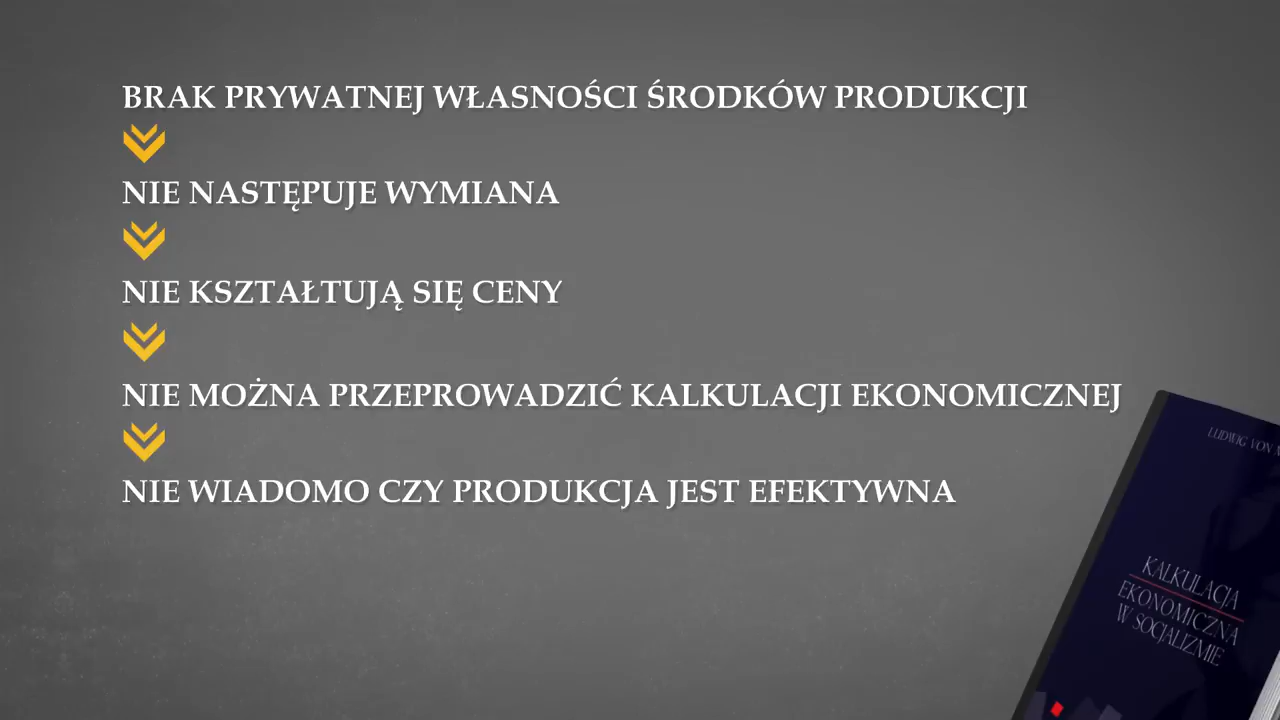 BRAK PRYWATNEJ WŁASNOŚCI ŚRODKÓW PRODUKCJI
NIE NASTĘPUJE WYMIANA
NIE KSZTAŁTUJĄ SIĘ CENY
NIE MOŻNA PRZEPROWADZIĆ KALKULACJI EKONOMICZNEJ
NIE WIADOMO CZY PRODUKCJA JEST EFEKTYWNA
LUDWIG VON
KALKULACJA
EKONOMICZNA
W SOCJALIZMIE